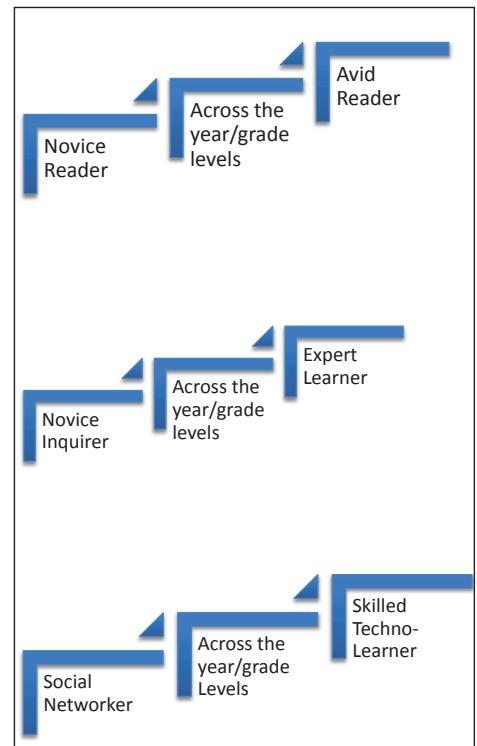 Novice
Reader
Across the
year/grade
levels
Avid
Reader
Novice
Inquirer
Across the
year/grade
levels
Expert
Learner
Social
Networker
Across the
year/grade
Levels
Skilled
Techno-
Learner